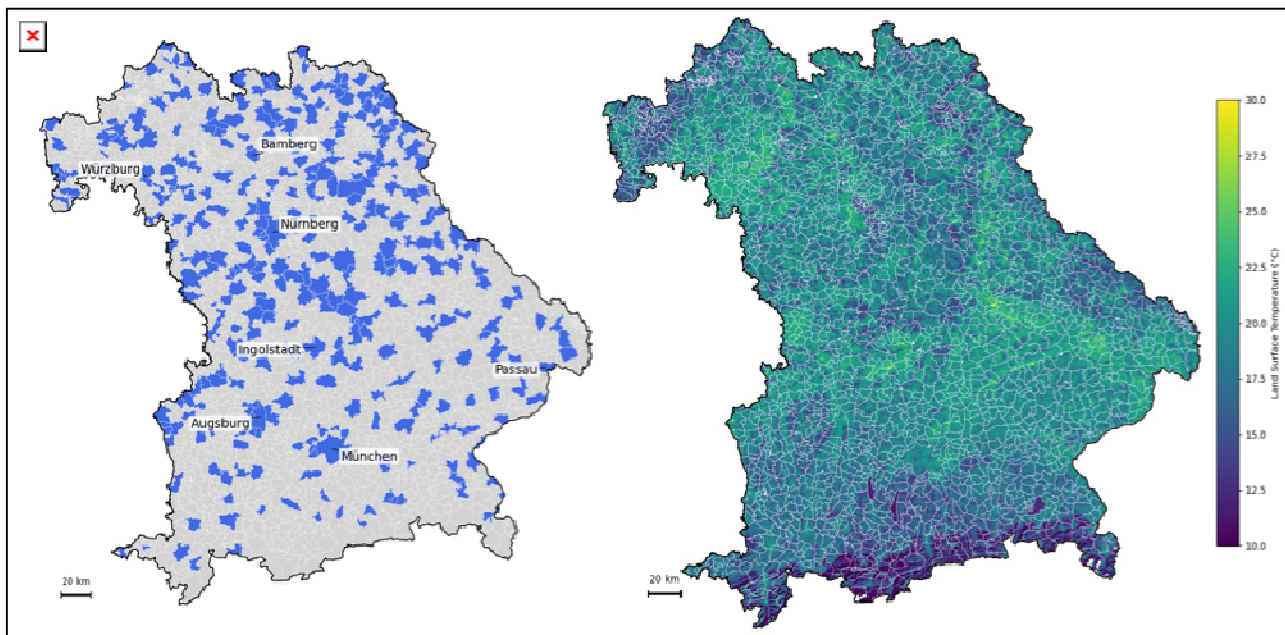 Bamberg
Würzburg
Nürnberg
Ingolstadt
Passau
Augsburg
München
20 km
20 km
30.0
27.5
25.0
22.5
20.0
17.5
15.0
12.5
10.0
Land Surface Temperature (°C)